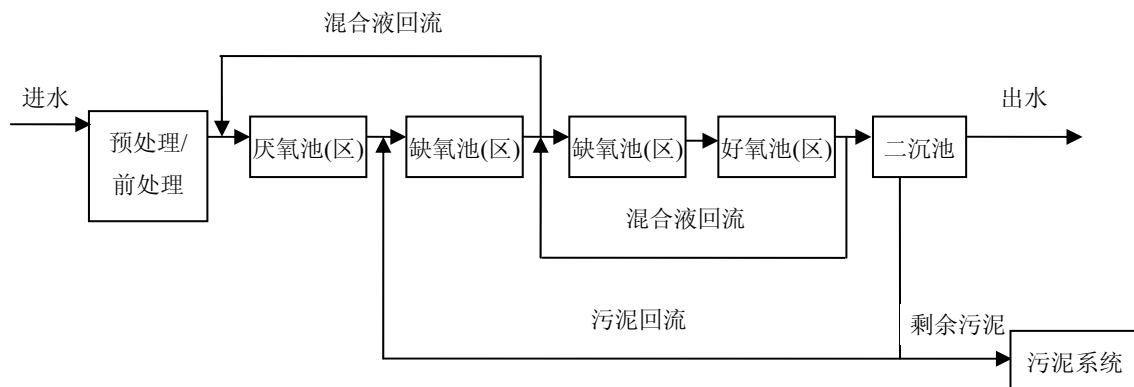 混合液回流
进水
出水
预处理/
前处理
厌氧池(区)
缺氧池(区)
缺氧池(区)
好氧池(区)
二沉池
混合液回流
污泥回流
剩余污泥
污泥系统